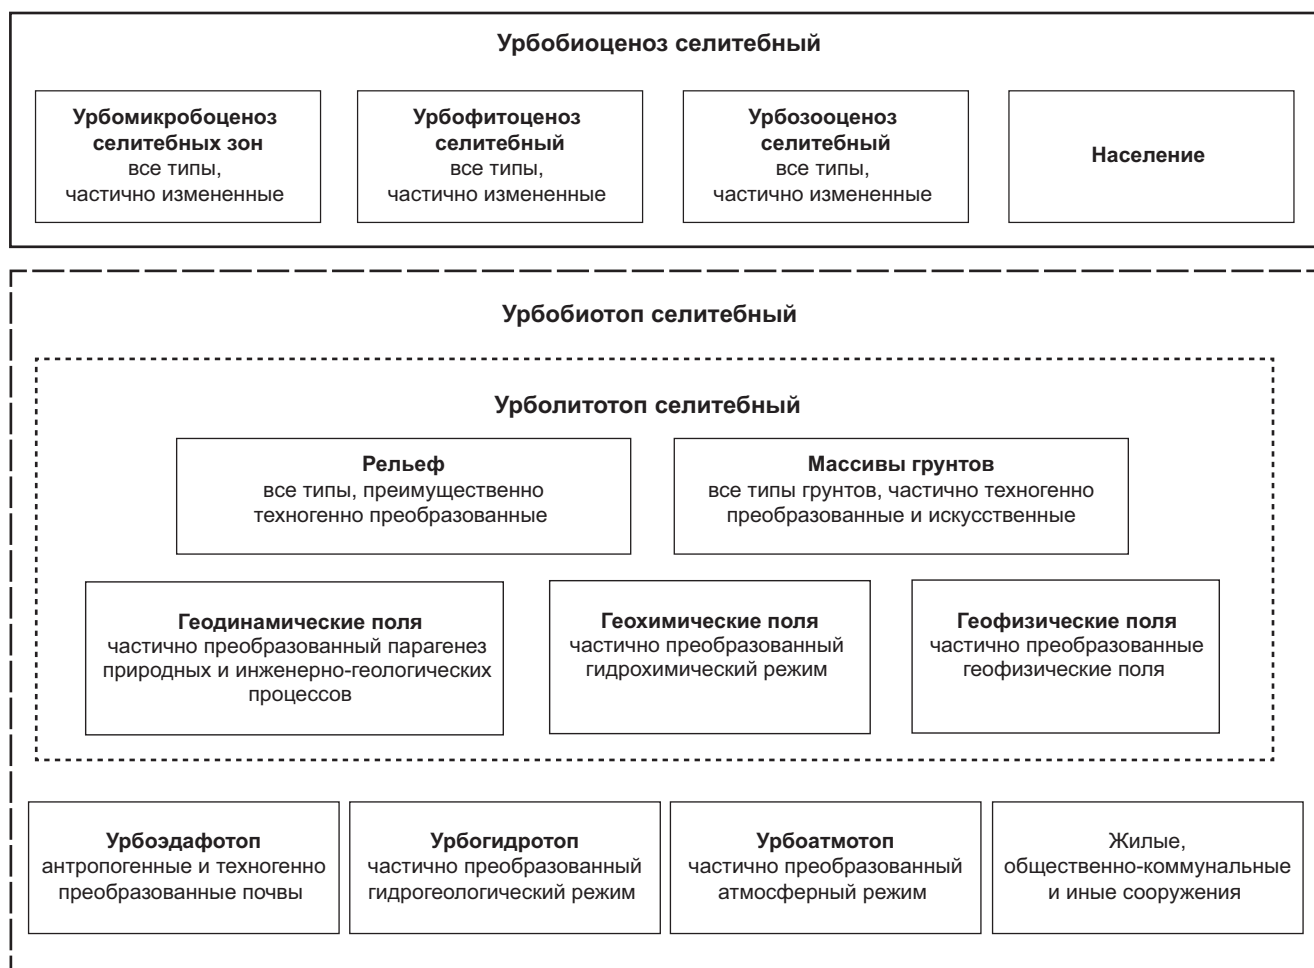 Урбобиоценоз селитебный
Урбомикробоценоз
селитебных зон
все типы,
частично измененные
Урбофитоценоз
селитебный
все типы,
частично измененные
Урбозооценоз
селитебный
все типы,
частично измененные
Население
Урбобиотоп селитебный
Урболитотоп селитебный
Рельеф
все типы, преимущественно
техногенно преобразованные
Массивы грунтов
все типы грунтов, частично техногенно
преобразованные и искусственные
Геодинамические поля
частично преобразованный парагенез
природных и инженерно-геологических
процессов
Геохимические поля
частично преобразованный
гидрохимический режим
Геофизические поля
частично преобразованные
геофизические поля
Урбоэдафотоп
антропогенные и техногенно
преобразованные почвы
Урбогидротоп
частично преобразованный
гидрогеологический режим
Урбоатмотоп
частично преобразованный
атмосферный режим
Жилые,
общественно-коммунальные
и иные сооружения